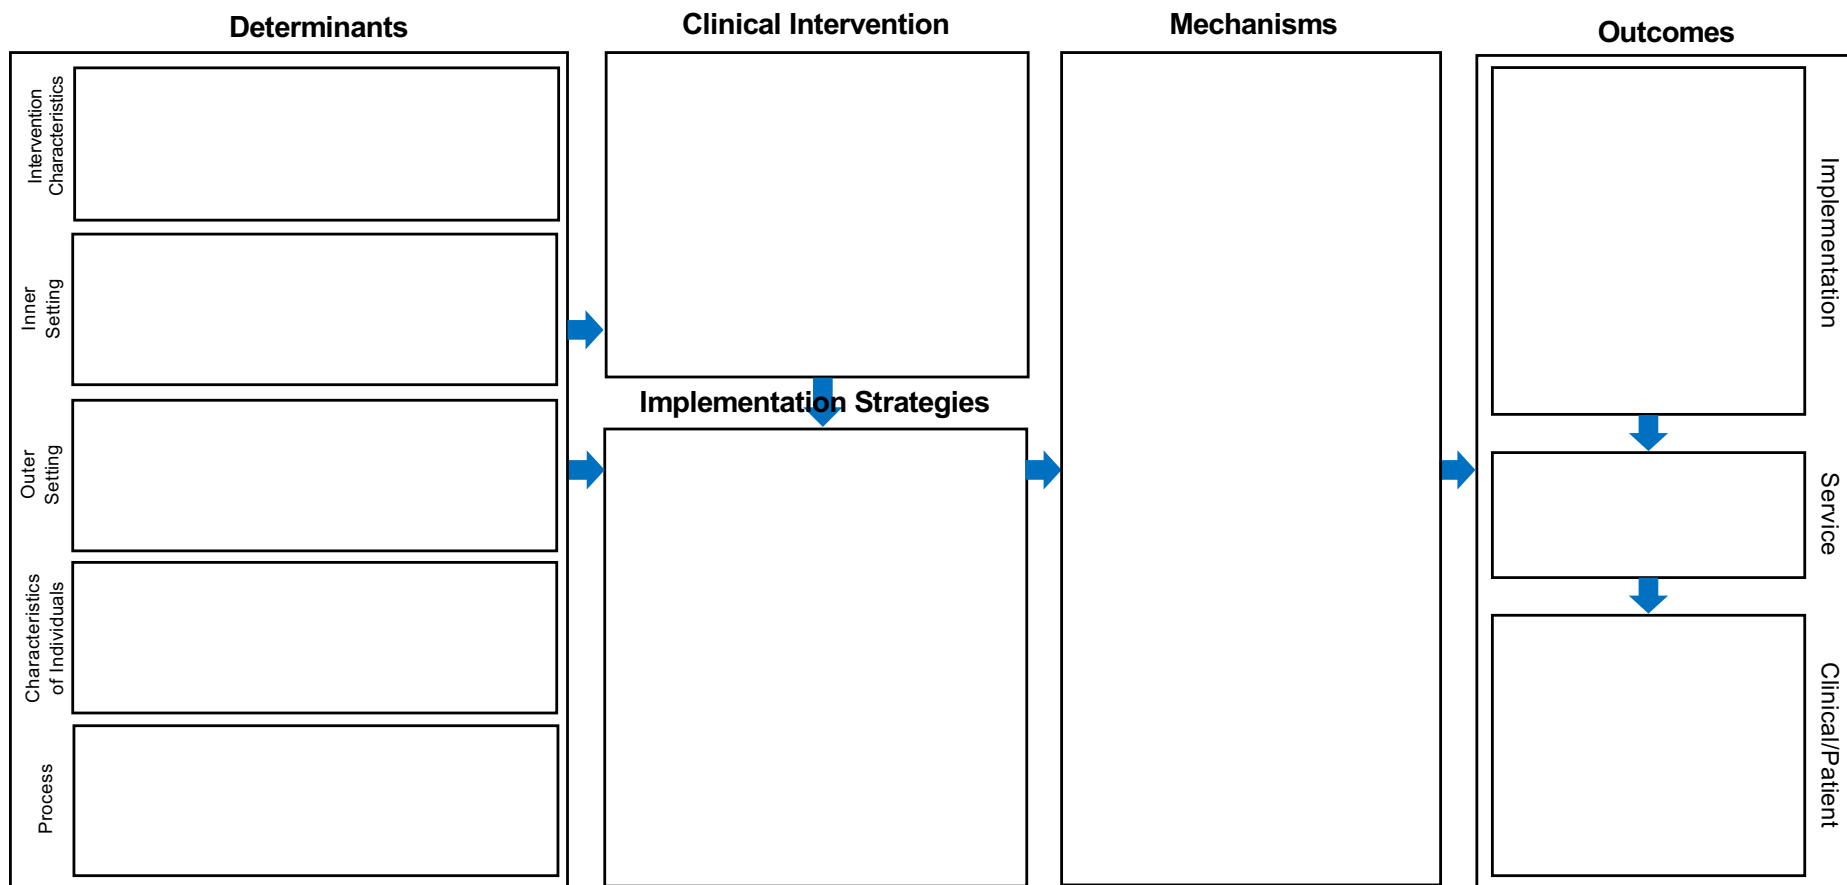 Determinants
Clinical Intervention
Mechanisms
Outcomes
Intervention
Characteristics
Inner
Setting
Outer
Setting
Characteristics
of Individuals
Process
Implementation Strategies
Implementation
Service
Clinical/Patient